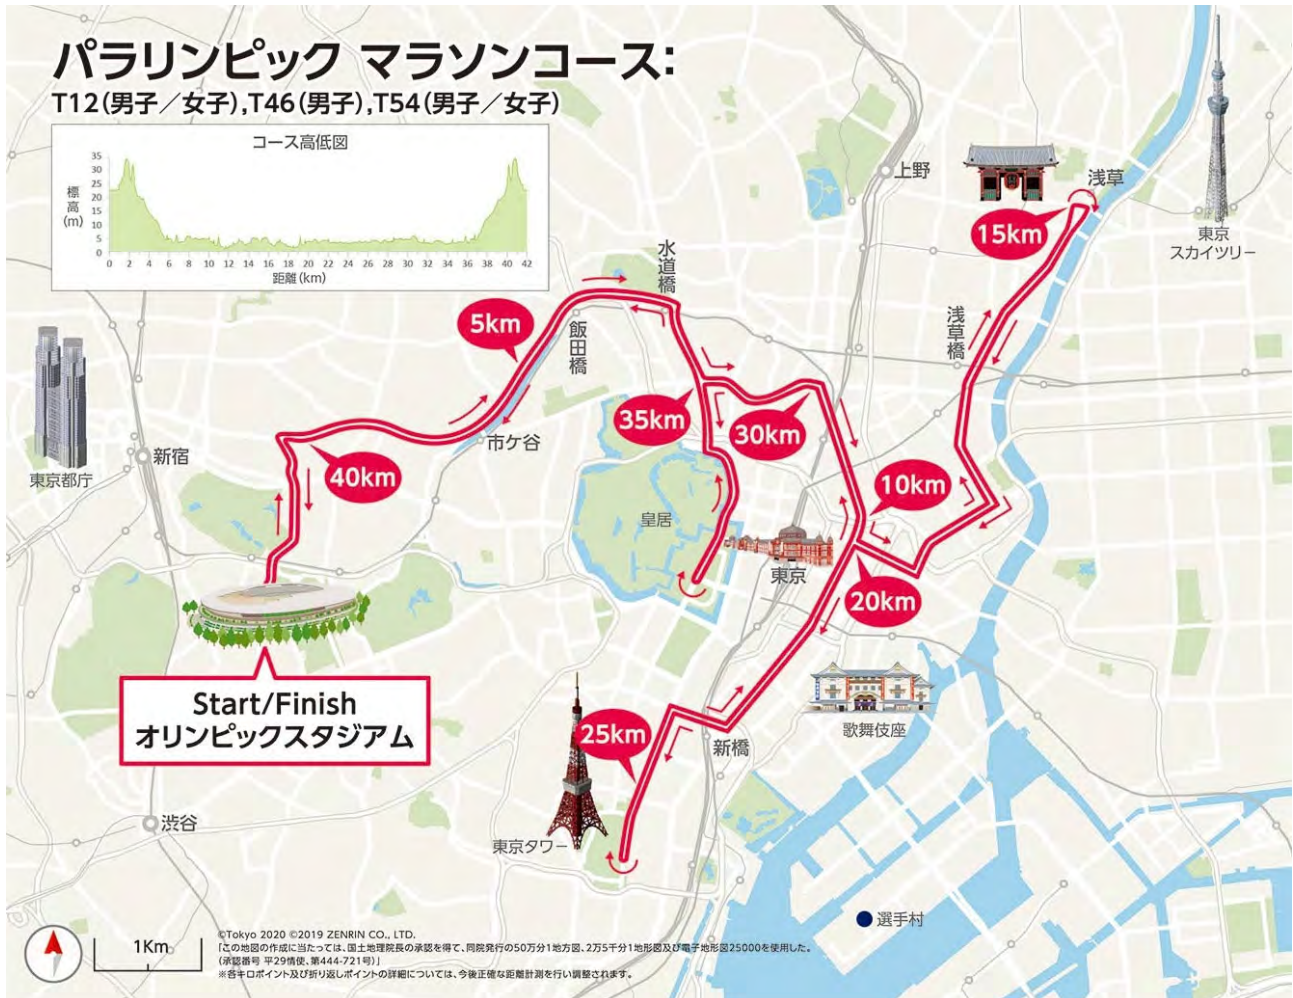 パラリンピック マラソンコース:
T12(男子／女子),T46(男子),T54(男子／女子)
コース高低図
標高(m)
35
30
25
20
15
10
5
0
0 2 4 6 8 10 12 14 16 18 20 22 24 26 28 30 32 34 36 38 40 42
距離(km)
上野
浅草
15km
東京
スカイツリー
水道橋
5km
飯田橋
浅草橋
35km
30km
市ケ谷
新宿
40km
東京都庁
10km
皇居
東京
20km
Start/Finish
オリンピックスタジアム
25km
新橋
歌舞伎座
渋谷
東京タワー
選手村
1Km
©Tokyo 2020 ©2019 ZENRIN CO., LTD.
「この地図の作成に当たっては、国土地理院長の承認を得て、同院発行の50万分1地方図、2万5千分1地形図及び電子地形図25000を使用した。
(承認番号 平29情使、第444-721号)」
※各キロポイント及び折り返しポイントの詳細については、今後正確な距離計測を行い調整されます。